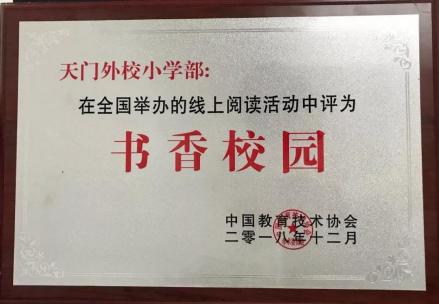 天门外校小学部:
在全国举办的线上阅读活动中评为
书香校园
中国教育技术协会
二零一八年十二月